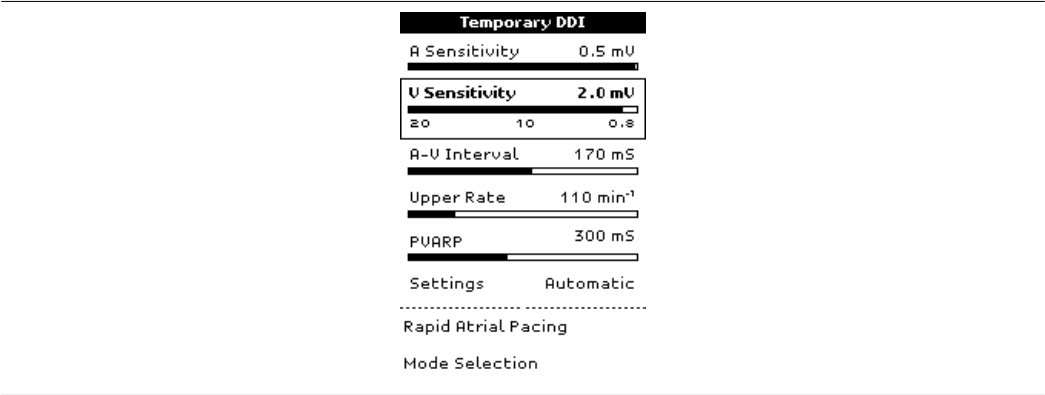 Temporary DDI
A Sensitivity 0.5 mV
V Sensitivity 2.0 mV
20 10 0.8
A-V Interval 170 mS
Upper Rate 110 min⁻¹
PVARP 300 mS
Settings Automatic
Rapid Atrial Pacing
Mode Selection